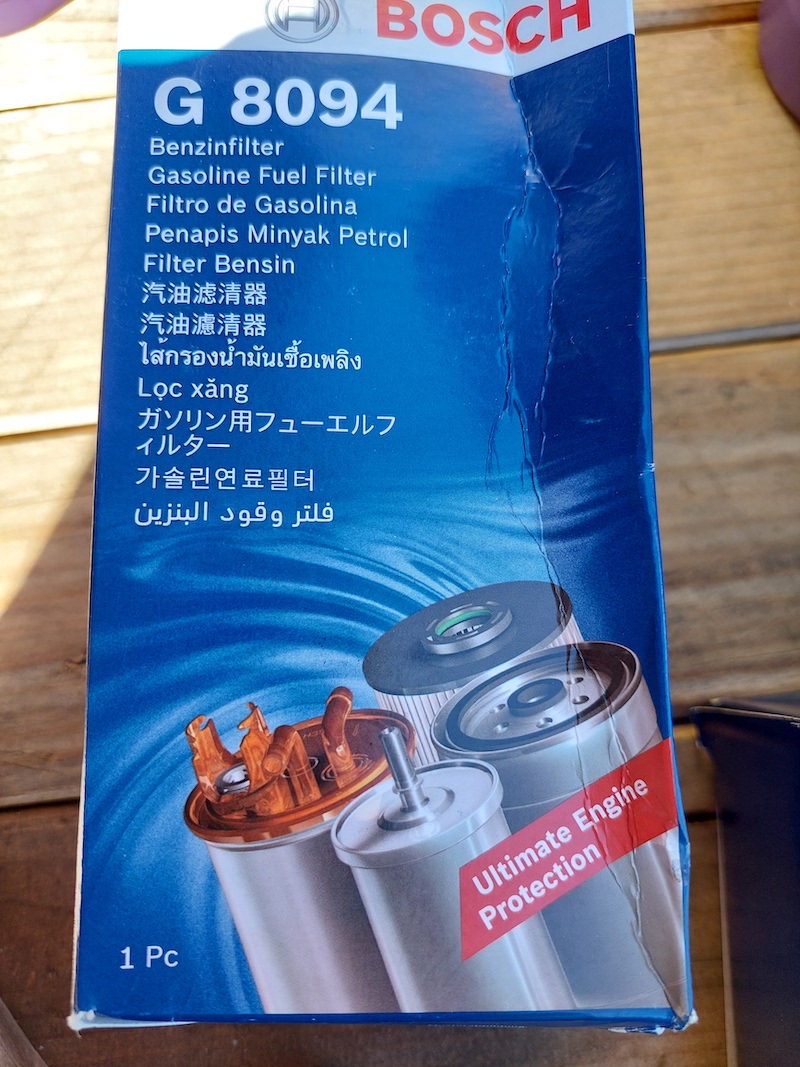 BOSCH
G 8094
Benzinfilter
Gasoline Fuel Filter
Filtro de Gasolina
Penapis Minyak Petrol
Filter Bensin
汽油滤清器
汽油濾清器
ไส้กรองน้ำมันเชื้อเพลิง
Lọc xăng
ガソリン用フューエルフ
ィルター
가솔린연료필터
فلتر وقود البنزين
Ultimate Engine
Protection
1 Pc